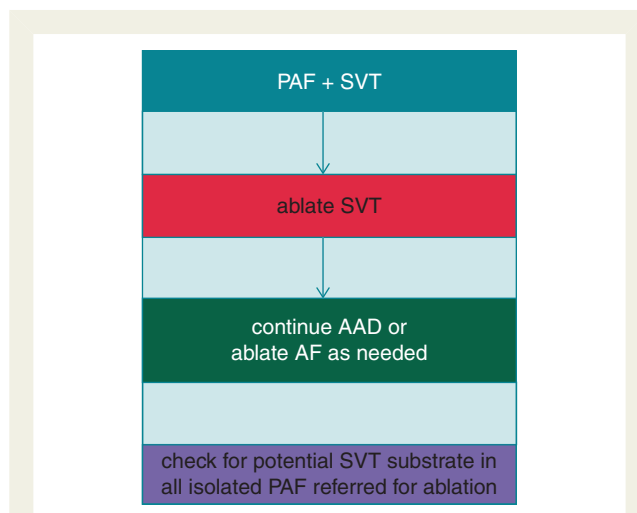 PAF + SVT
ablate SVT
continue AAD or
ablate AF as needed
check for potential SVT substrate in
all isolated PAF referred for ablation